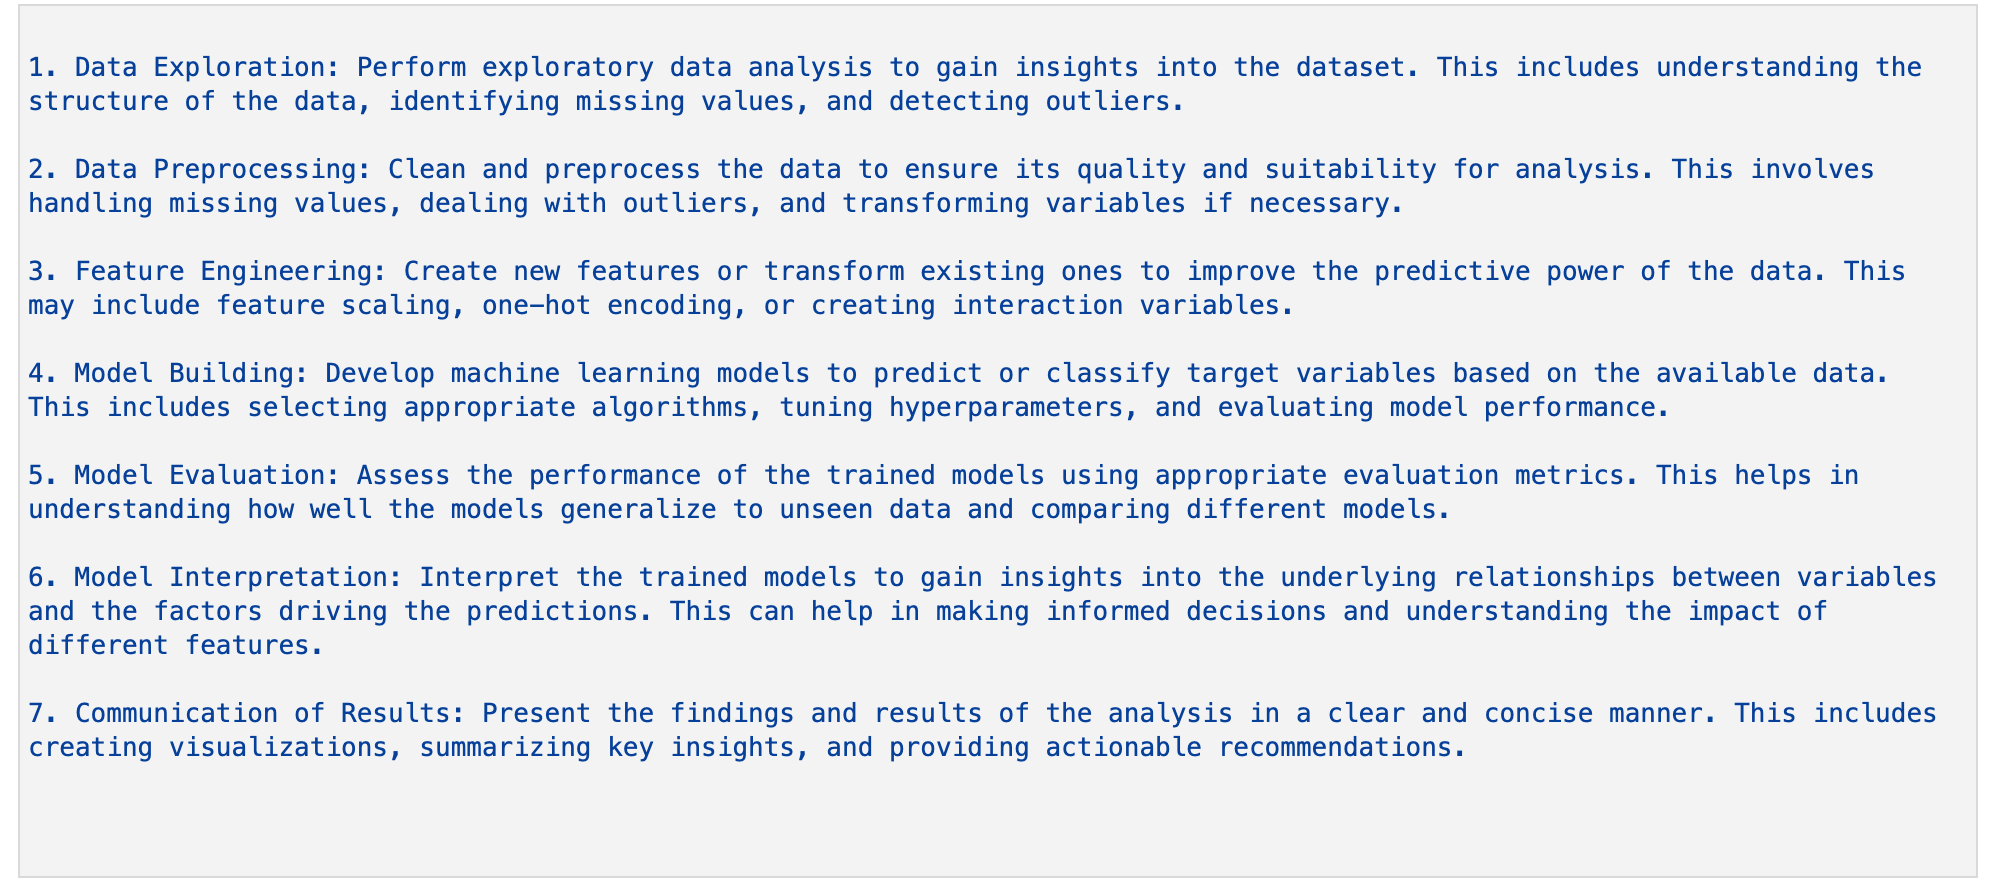 1. Data Exploration: Perform exploratory data analysis to gain insights into the dataset. This includes understanding the
structure of the data, identifying missing values, and detecting outliers.
2. Data Preprocessing: Clean and preprocess the data to ensure its quality and suitability for analysis. This involves
handling missing values, dealing with outliers, and transforming variables if necessary.
3. Feature Engineering: Create new features or transform existing ones to improve the predictive power of the data. This
may include feature scaling, one-hot encoding, or creating interaction variables.
4. Model Building: Develop machine learning models to predict or classify target variables based on the available data.
This includes selecting appropriate algorithms, tuning hyperparameters, and evaluating model performance.
5. Model Evaluation: Assess the performance of the trained models using appropriate evaluation metrics. This helps in
understanding how well the models generalize to unseen data and comparing different models.
6. Model Interpretation: Interpret the trained models to gain insights into the underlying relationships between variables
and the factors driving the predictions. This can help in making informed decisions and understanding the impact of
different features.
7. Communication of Results: Present the findings and results of the analysis in a clear and concise manner. This includes
creating visualizations, summarizing key insights, and providing actionable recommendations.